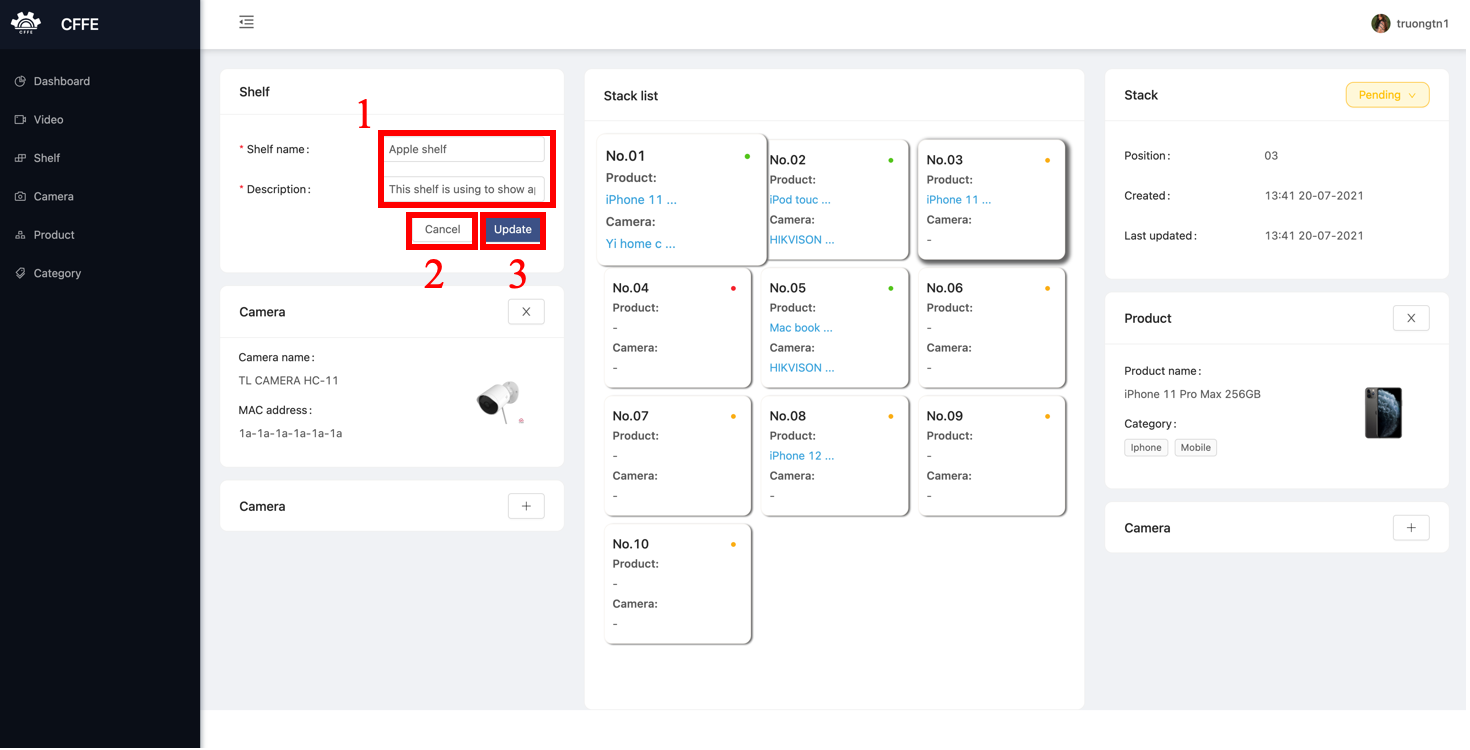 CFFE
CFFE
truongtn1
Dashboard
Video
Shelf
Camera
Product
Category
Shelf
1
* Shelf name :
Apple shelf
* Description :
This shelf is using to show ap
Cancel
Update
2
3
Camera
X
Camera name :
TL CAMERA HC-11
MAC address :
1a-1a-1a-1a-1a-1a
Camera
+
Stack list
No.01
Product:
iPhone 11 ...
Camera:
Yi home c ...
No.02
Product:
iPod touc ...
Camera:
HIKVISON ...
No.03
Product:
iPhone 11 ...
Camera:
-
No.04
Product:
-
Camera:
-
No.05
Product:
Mac book ...
Camera:
HIKVISON ...
No.06
Product:
-
Camera:
-
No.07
Product:
-
Camera:
-
No.08
Product:
iPhone 12 ...
Camera:
-
No.09
Product:
-
Camera:
-
No.10
Product:
-
Camera:
-
Stack
Pending
Position :
03
Created :
13:41 20-07-2021
Last updated :
13:41 20-07-2021
Product
X
Product name :
iPhone 11 Pro Max 256GB
Category :
Iphone
Mobile
Camera
+